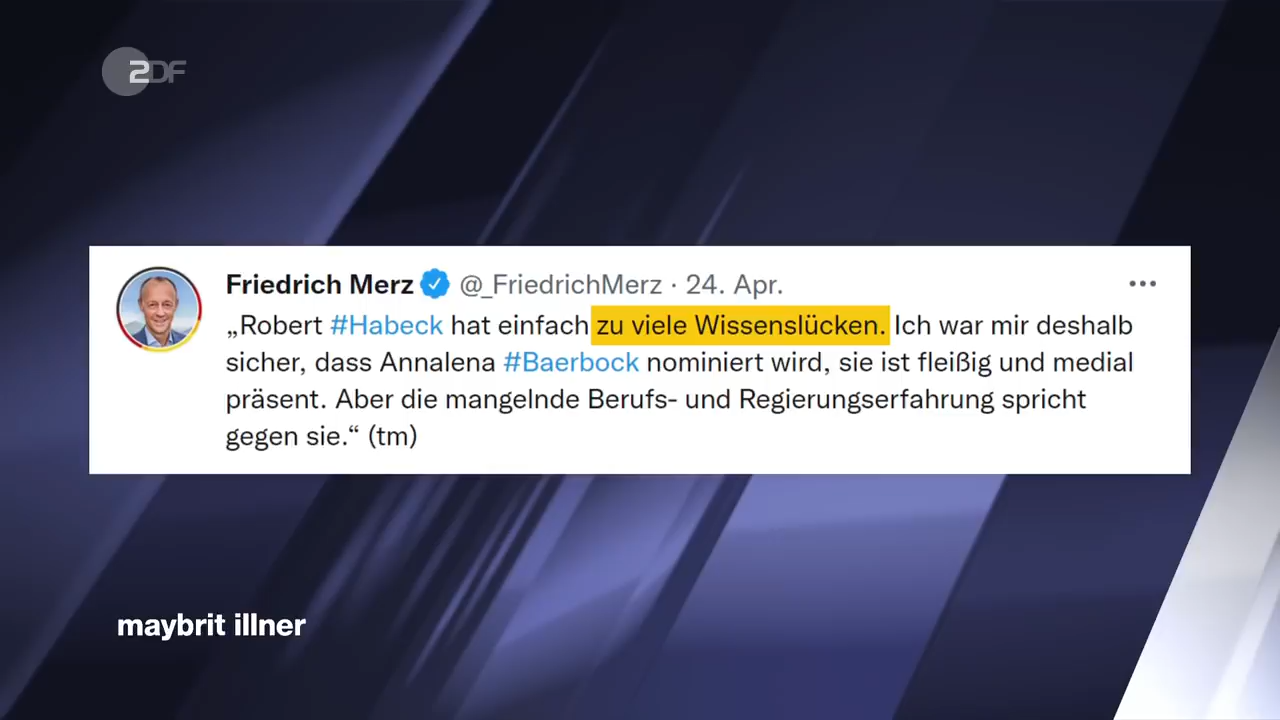 ZDF
Friedrich Merz @_FriedrichMerz · 24. Apr.
„Robert #Habeck hat einfach zu viele Wissenslücken. Ich war mir deshalb
sicher, dass Annalena #Baerbock nominiert wird, sie ist fleißig und medial
präsent. Aber die mangelnde Berufs- und Regierungserfahrung spricht
gegen sie.“ (tm)
maybrit illner